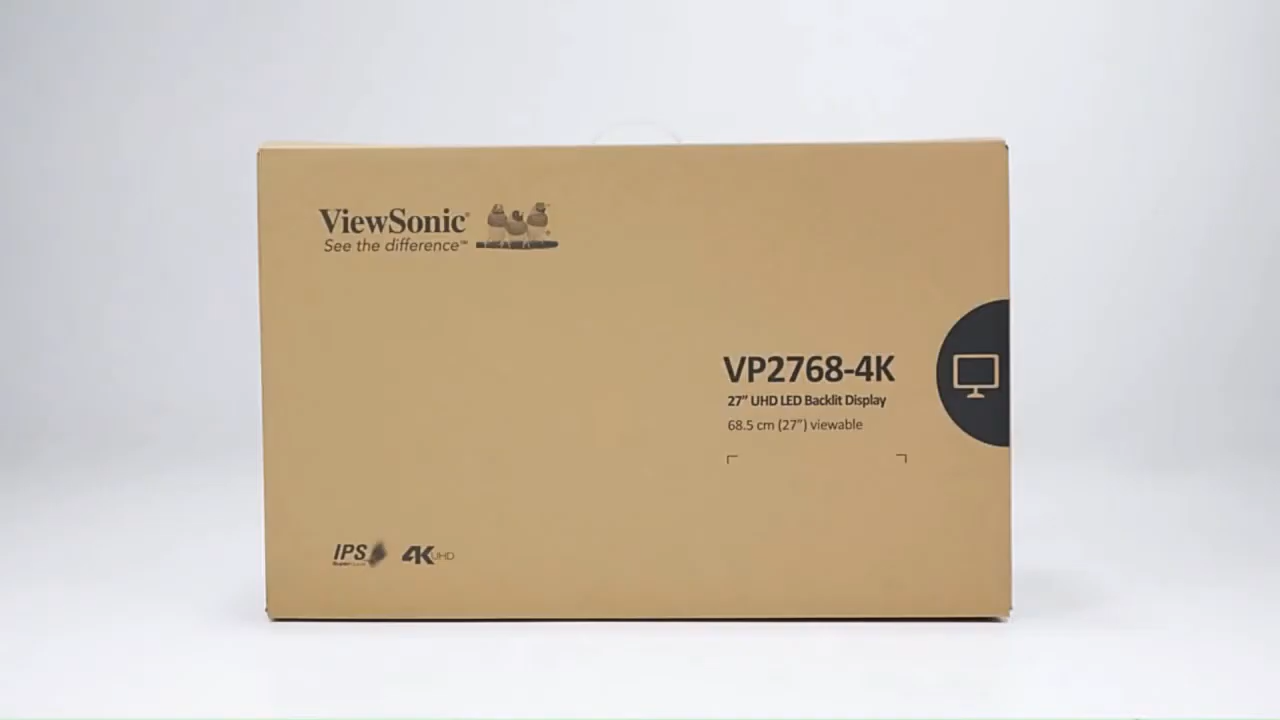 ViewSonic®
See the difference™
VP2768-4K
27” UHD LED Backlit Display
68.5 cm (27”) viewable
IPS
4K UHD